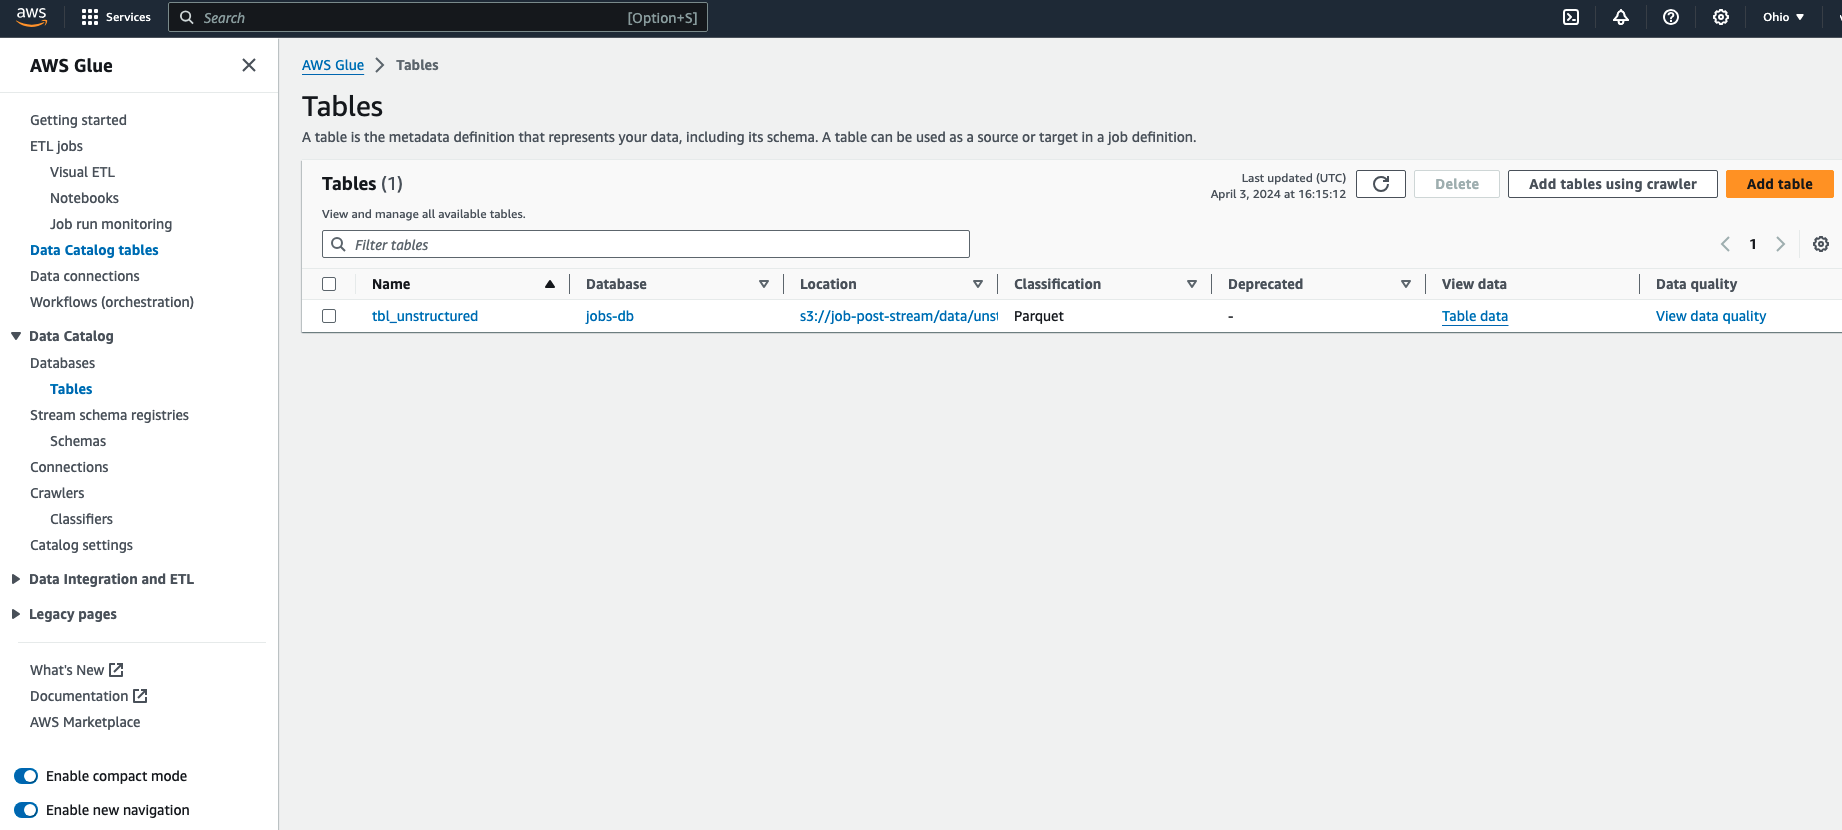 aws
Services
Search
[Option+S]
Ohio
AWS Glue
Getting started
ETL jobs
Visual ETL
Notebooks
Job run monitoring
Data Catalog tables
Data connections
Workflows (orchestration)
Data Catalog
Databases
Tables
Stream schema registries
Schemas
Connections
Crawlers
Classifiers
Catalog settings
Data Integration and ETL
Legacy pages
What's New
Documentation
AWS Marketplace
Enable compact mode
Enable new navigation
AWS Glue > Tables
Tables
A table is the metadata definition that represents your data, including its schema. A table can be used as a source or target in a job definition.
Tables (1)
View and manage all available tables.
Last updated (UTC)
April 3, 2024 at 16:15:12
Delete
Add tables using crawler
Add table
Filter tables
1
Name Database Location Classification Deprecated View data Data quality
tbl_unstructured jobs-db s3://job-post-stream/data/unst Parquet - Table data View data quality